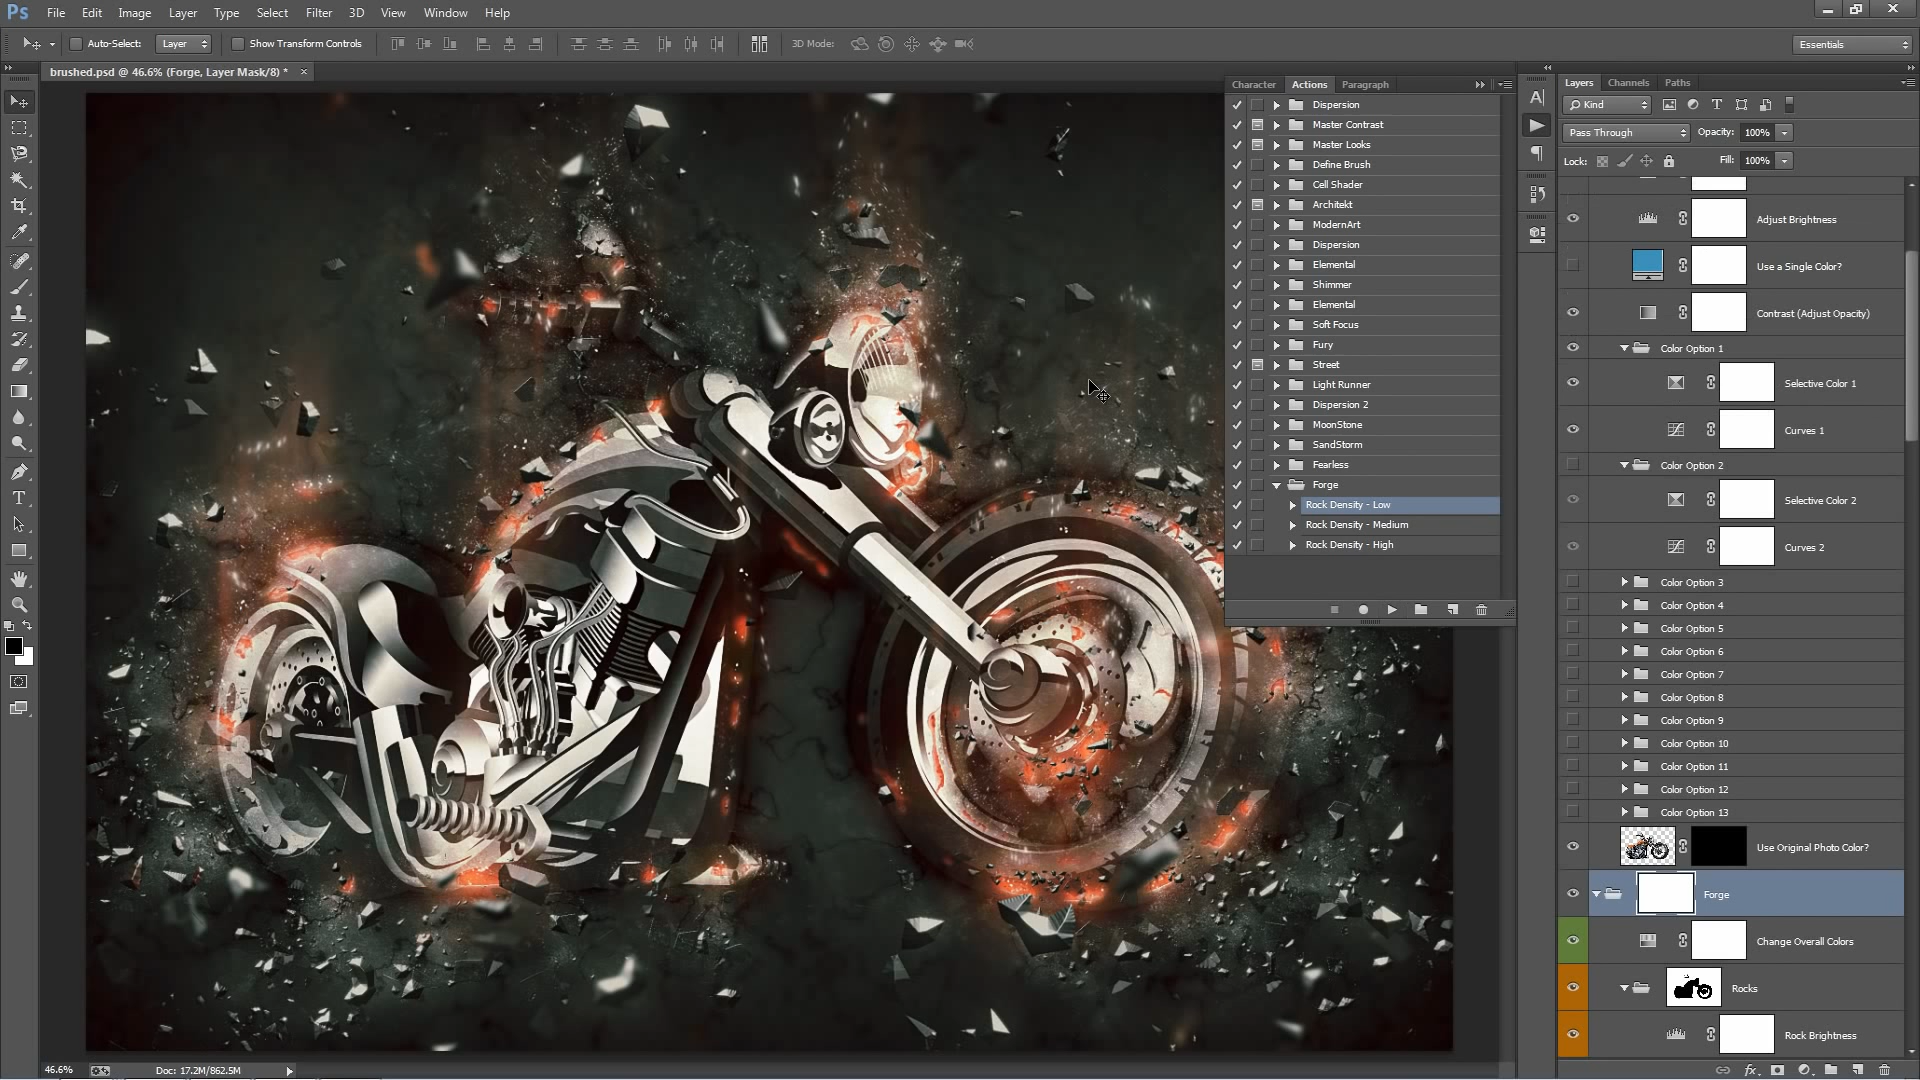 Ps File Edit Image Layer Type Select Filter 3D View Window Help
Auto-Select: Layer Show Transform Controls 3D Mode: Essentials
brushed.psd @ 46.6% (Forge, Layer Mask/8) * ×
Character Actions Paragraph
Dispersion
Master Contrast
Master Looks
Define Brush
Cell Shader
Architekt
ModernArt
Dispersion
Elemental
Shimmer
Elemental
Soft Focus
Fury
Street
Light Runner
Dispersion 2
MoonStone
SandStorm
Fearless
Forge
Rock Density - Low
Rock Density - Medium
Rock Density - High
Layers Channels Paths
Kind
Pass Through Opacity: 100%
Lock: Fill: 100%
Adjust Brightness
Use a Single Color?
Contrast (Adjust Opacity)
Color Option 1
Selective Color 1
Curves 1
Color Option 2
Selective Color 2
Curves 2
Color Option 3
Color Option 4
Color Option 5
Color Option 6
Color Option 7
Color Option 8
Color Option 9
Color Option 10
Color Option 11
Color Option 12
Color Option 13
Use Original Photo Color?
Forge
Change Overall Colors
Rocks
Rock Brightness
46.6% Doc: 17.2M/862.5M